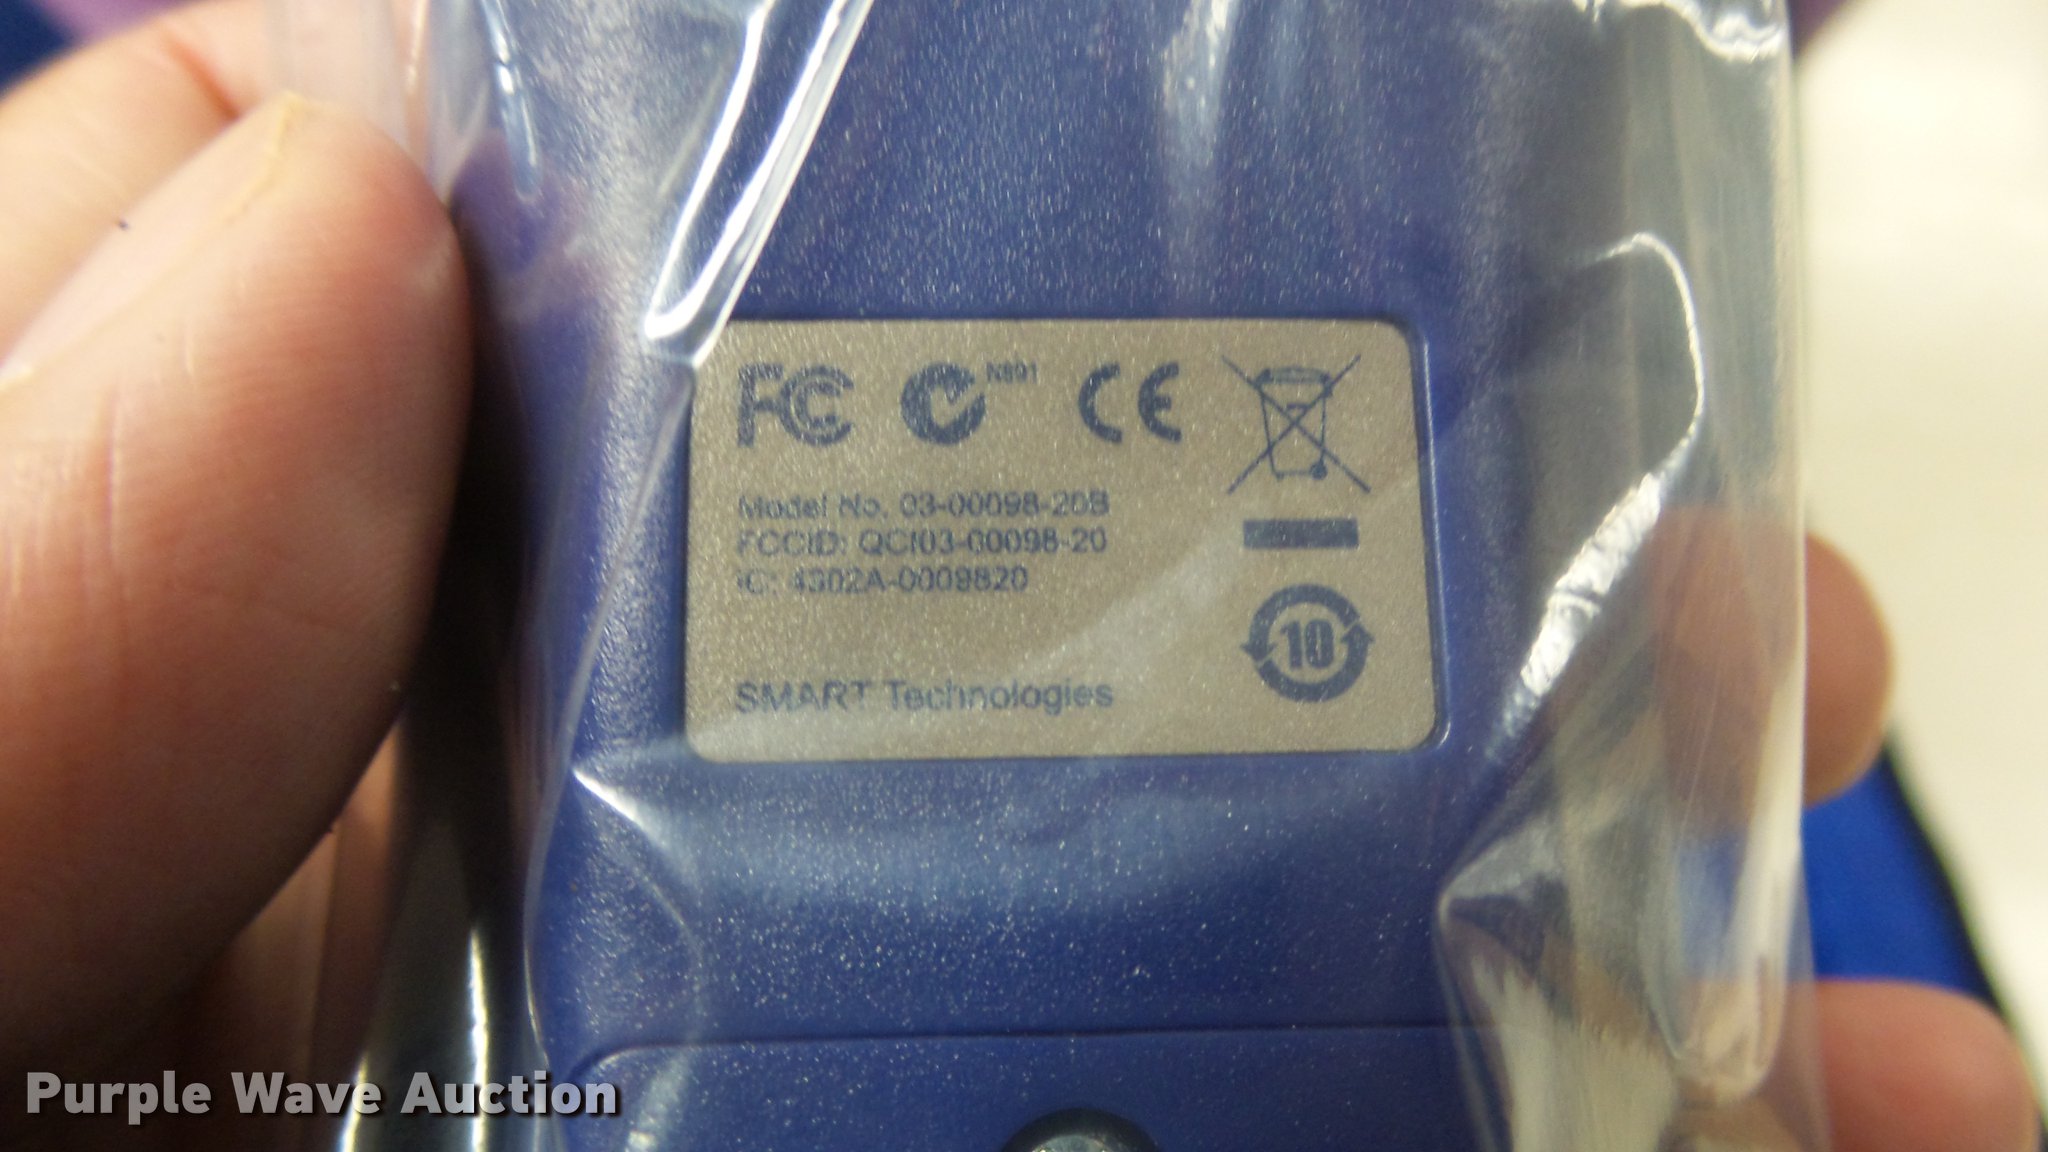 FC N891 CE
Model No. 03-00098-20B
FCCID: QCI03-00098-20
IC: 4302A-0009820
10
SMART Technologies
Purple Wave Auction